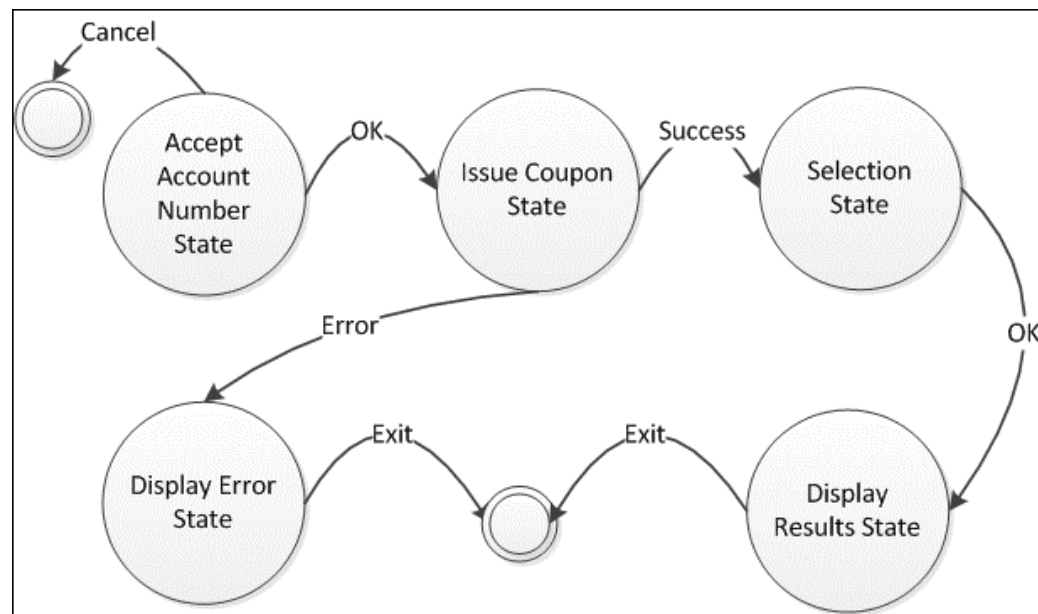 Cancel
Accept
Account
Number
State
OK
Issue Coupon
State
Success
Selection
State
OK
Error
Display Error
State
Exit
Exit
Display
Results State